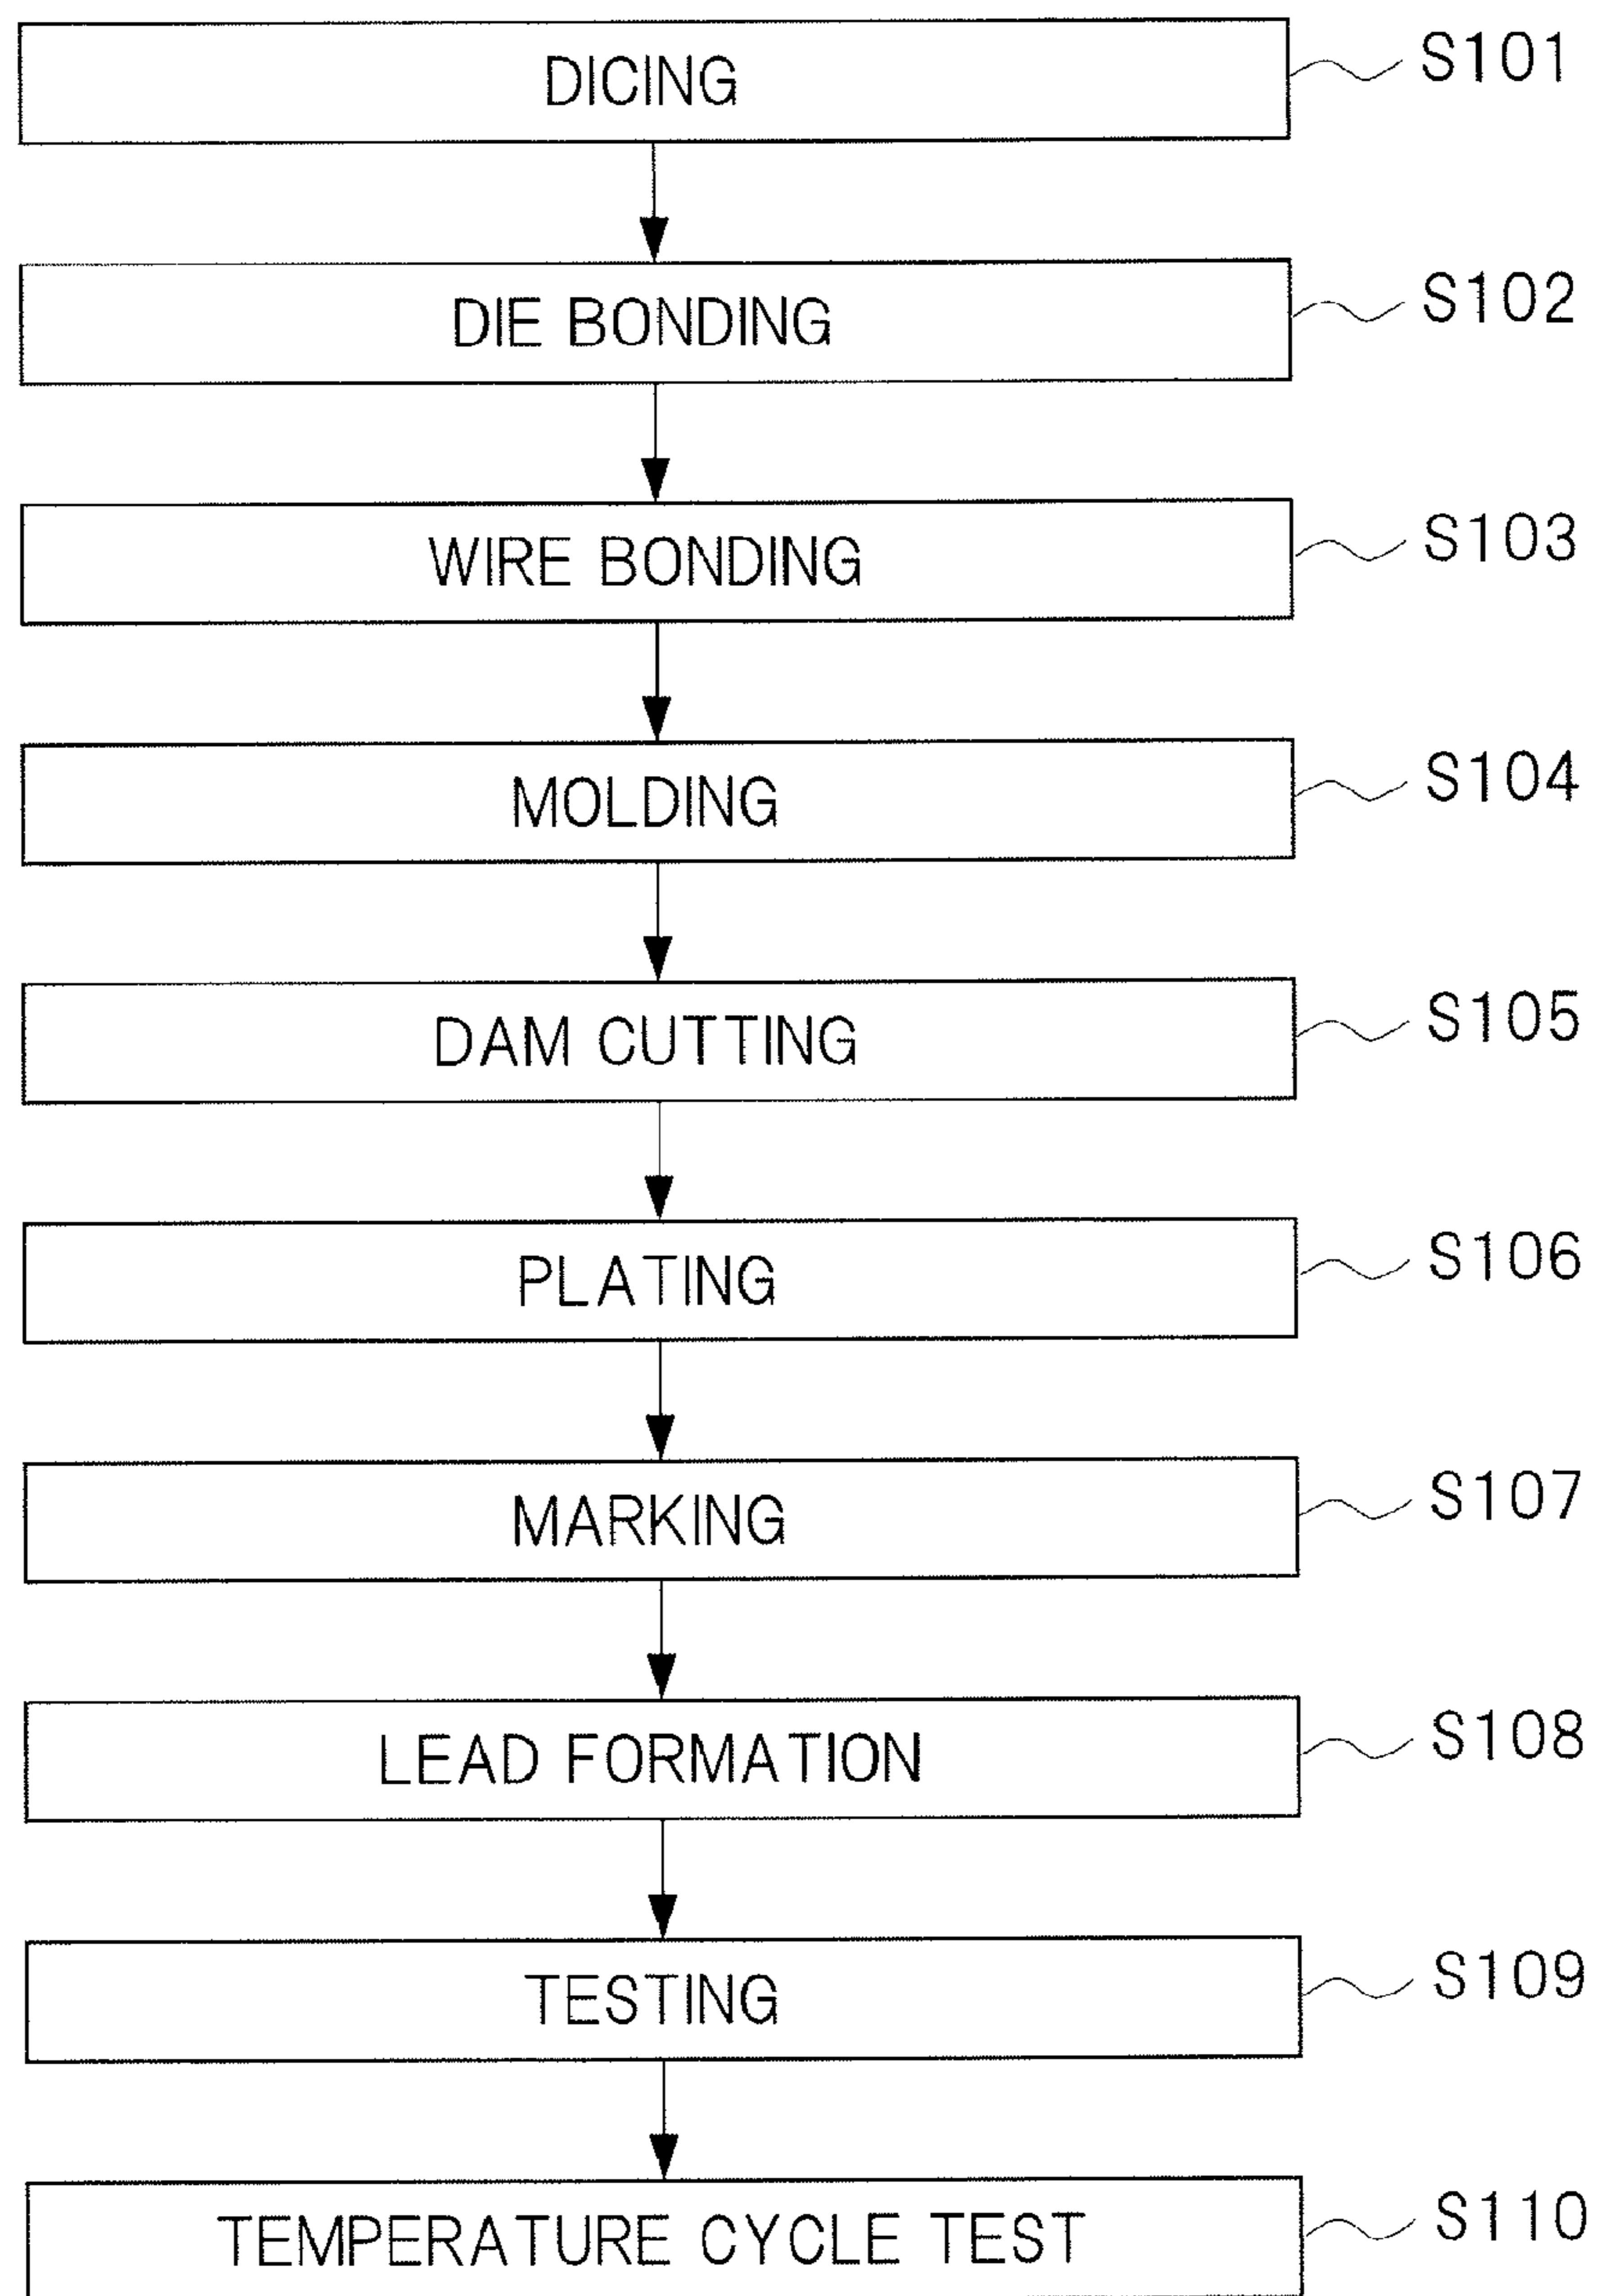 DICING S101
DIE BONDING S102
WIRE BONDING S103
MOLDING S104
DAM CUTTING S105
PLATING S106
MARKING S107
LEAD FORMATION S108
TESTING S109
TEMPERATURE CYCLE TEST S110